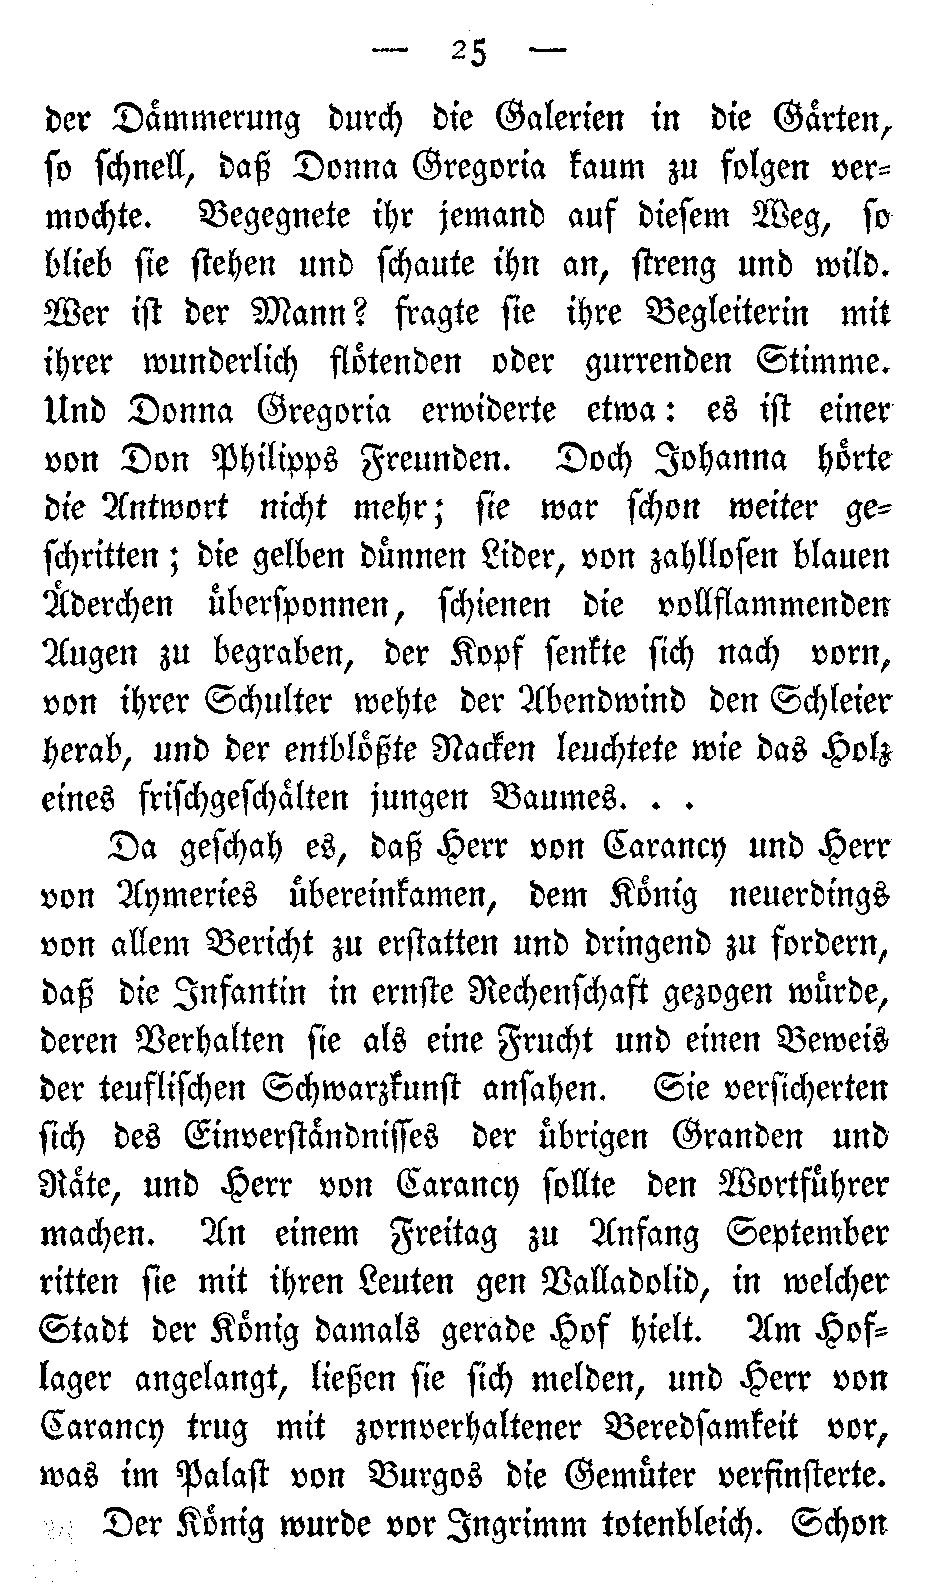 — 25 —
der Dämmerung durch die Galerien in die Gärten,
so schnell, daß Donna Gregoria kaum zu folgen ver-
mochte. Begegnete ihr jemand auf diesem Weg, so
blieb sie stehen und schaute ihn an, streng und wild.
Wer ist der Mann? fragte sie ihre Begleiterin mit
ihrer wunderlich flötenden oder gurrenden Stimme.
Und Donna Gregoria erwiderte etwa: es ist einer
von Don Philipps Freunden. Doch Johanna hörte
die Antwort nicht mehr; sie war schon weiter ge-
schritten; die gelben dünnen Lider, von zahllosen blauen
Äderchen übersponnen, schienen die vollflammenden
Augen zu begraben, der Kopf senkte sich nach vorn,
von ihrer Schulter wehte der Abendwind den Schleier
herab, und der entblößte Nacken leuchtete wie das Holz
eines frischgeschälten jungen Baumes. . .
Da geschah es, daß Herr von Carancy und Herr
von Aymeries übereinkamen, dem König neuerdings
von allem Bericht zu erstatten und dringend zu fordern,
daß die Infantin in ernste Rechenschaft gezogen würde,
deren Verhalten sie als eine Frucht und einen Beweis
der teuflischen Schwarzkunst ansahen. Sie versicherten
sich des Einverständnisses der übrigen Granden und
Räte, und Herr von Carancy sollte den Wortführer
machen. An einem Freitag zu Anfang September
ritten sie mit ihren Leuten gen Valladolid, in welcher
Stadt der König damals gerade Hof hielt. Am Hof-
lager angelangt, ließen sie sich melden, und Herr von
Carancy trug mit zornverhaltener Beredsamkeit vor,
was im Palast von Burgos die Gemüter verfinsterte.
Der König wurde vor Ingrimm totenbleich. Schon